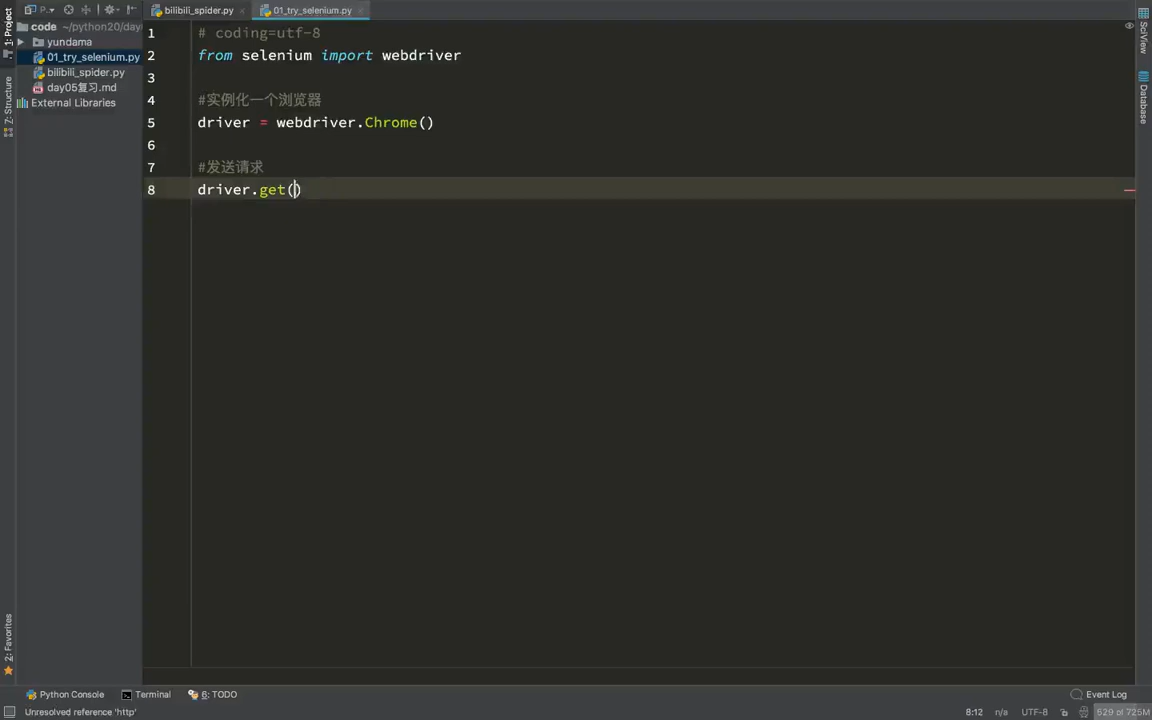 bilibili_spider.py
01_try_selenium.py
1: Project
code ~/python20/day
yundama
01_try_selenium.py
bilibili_spider.py
day05复习.md
External Libraries
Z: Structure
2: Favorites
1 # coding=utf-8
2 from selenium import webdriver
3
4 #实例化一个浏览器
5 driver = webdriver.Chrome()
6
7 #发送请求
8 driver.get()
SciView
Database
Python Console
Terminal
6: TODO
Event Log
Unresolved reference 'http'
8:12 n/a UTF-8 629 of 725M